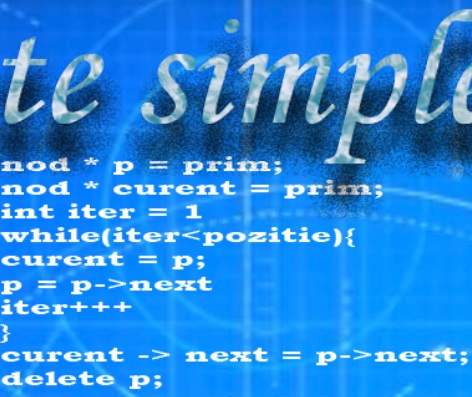 te simple
nod * p = prim;
nod * curent = prim;
int iter = 1
while(iter<pozitie){
curent = p;
p = p->next
iter+++
}
curent -> next = p->next;
delete p;